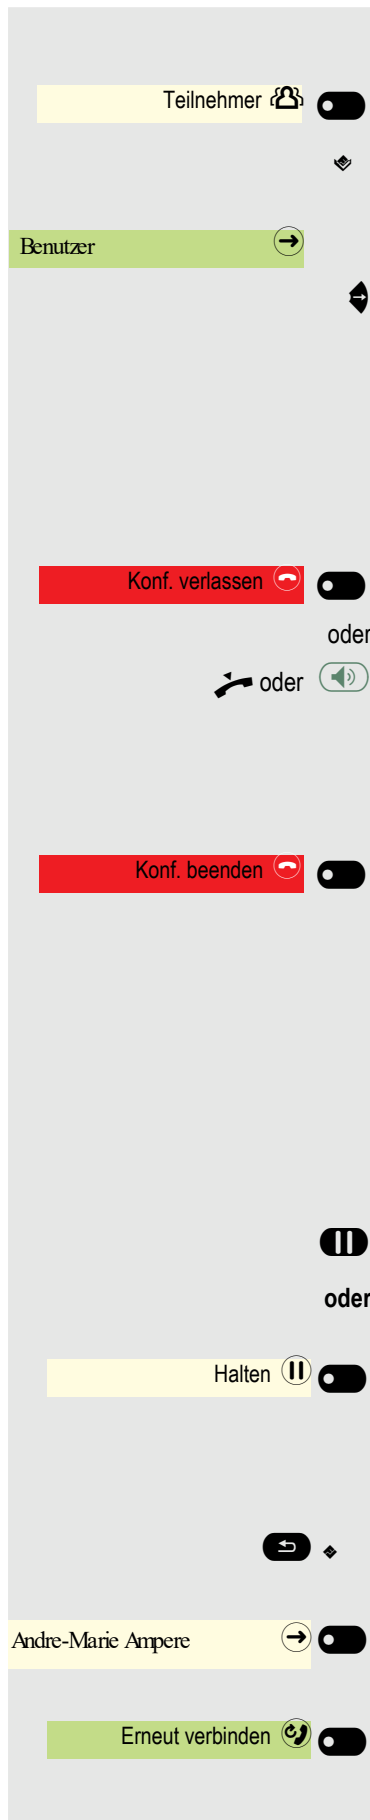 Teilnehmer
Benutzer
Konf. verlassen
oder
oder
Konf. beenden
oder
Halten
Andre-Marie Ampere
Erneut verbinden